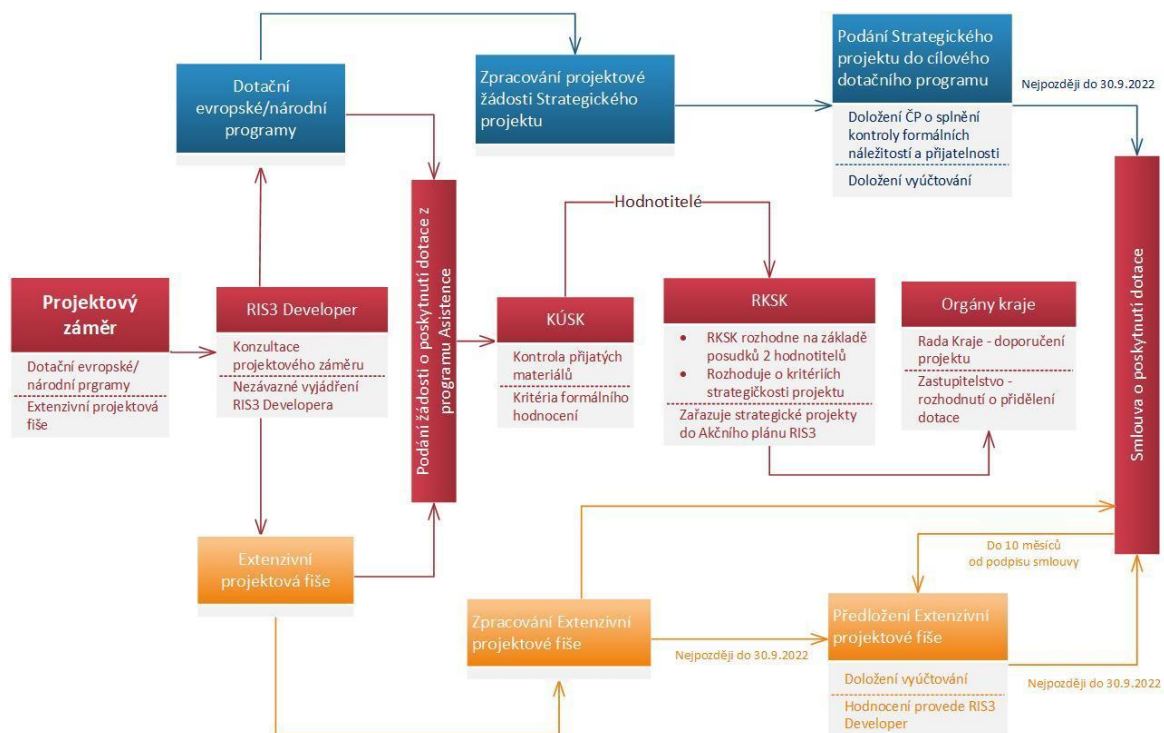 Dotační
evropské/národní
programy
Zpracování projektové
žádosti Strategického
projektu
Podání Strategického
projektu do cílového
dotačního programu
Doložení ČP o splnění
kontroly formálních
náležitostí a přijatelnosti
Doložení vyúčtování
Nejpozději do 30.9.2022
Projektový
záměr
Dotační evropské/
národní prgramy
Extenzivní projektová
fiše
RIS3 Developer
Konzultace
projektového záměru
Nezávazné vyjádření
RIS3 Developera
Podání žádosti o poskytnutí dotace z
programu Asistence
KÚSK
Kontrola přijatých
materiálů
Kritéria formálního
hodnocení
Hodnotitelé
RKSK
• RKSK rozhodne na základě
posudků 2 hodnotitelů
• Rozhoduje o kritériích
strategičkosti projektu
Zařazuje strategické projekty
do Akčního plánu RIS3
Orgány kraje
Rada Kraje - doporučení
projektu
Zastupitelstvo -
rozhodnutí o přidělení
dotace
Smlouva o poskytnutí dotace
Extenzivní
projektová fiše
Zpracování Extenzivní
projektové fiše
Nejpozději do 30.9.2022
Do 10 měsíců
od podpisu smlouvy
Předložení Extenzivní
projektové fiše
Doložení vyúčtování
Hodnocení provede RIS3
Developer
Nejpozději do 30.9.2022